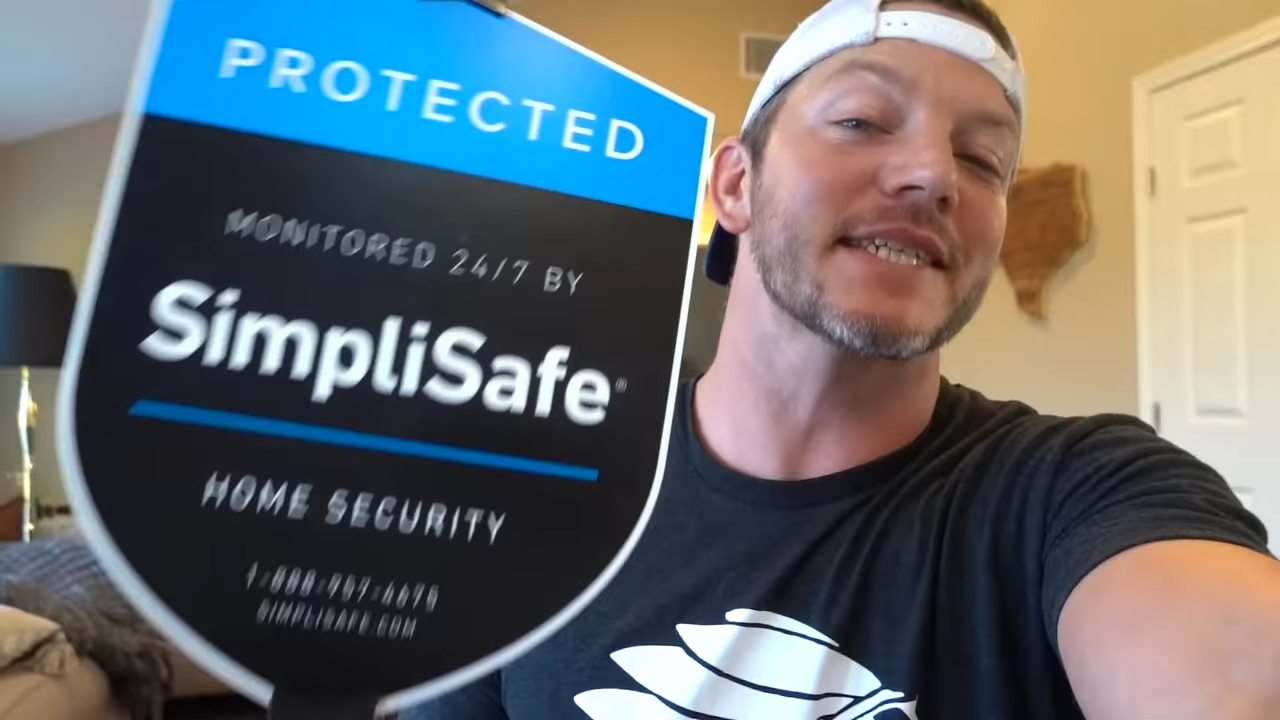 PROTECTED
MONITORED 24/7 BY
SimpliSafe®
HOME SECURITY
SIMPLISAFE.COM